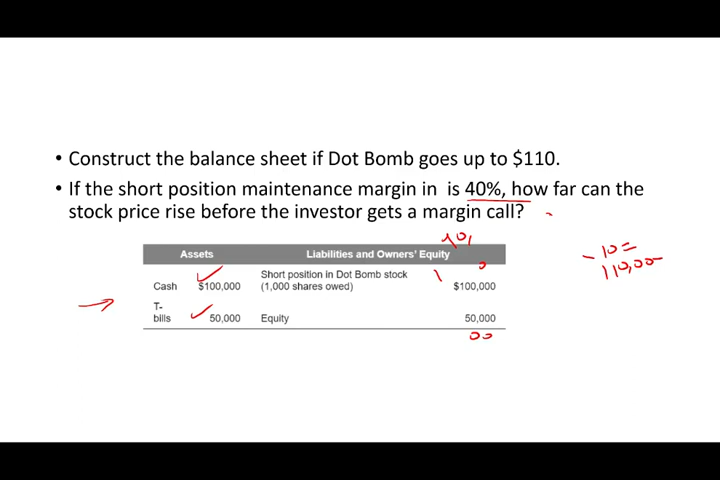 • Construct the balance sheet if Dot Bomb goes up to $110.
• If the short position maintenance margin in is 40%, how far can the
stock price rise before the investor gets a margin call?
Assets Liabilities and Owners' Equity
Cash $100,000 Short position in Dot Bomb stock
(1,000 shares owed) $100,000
T-
bills 50,000 Equity 50,000